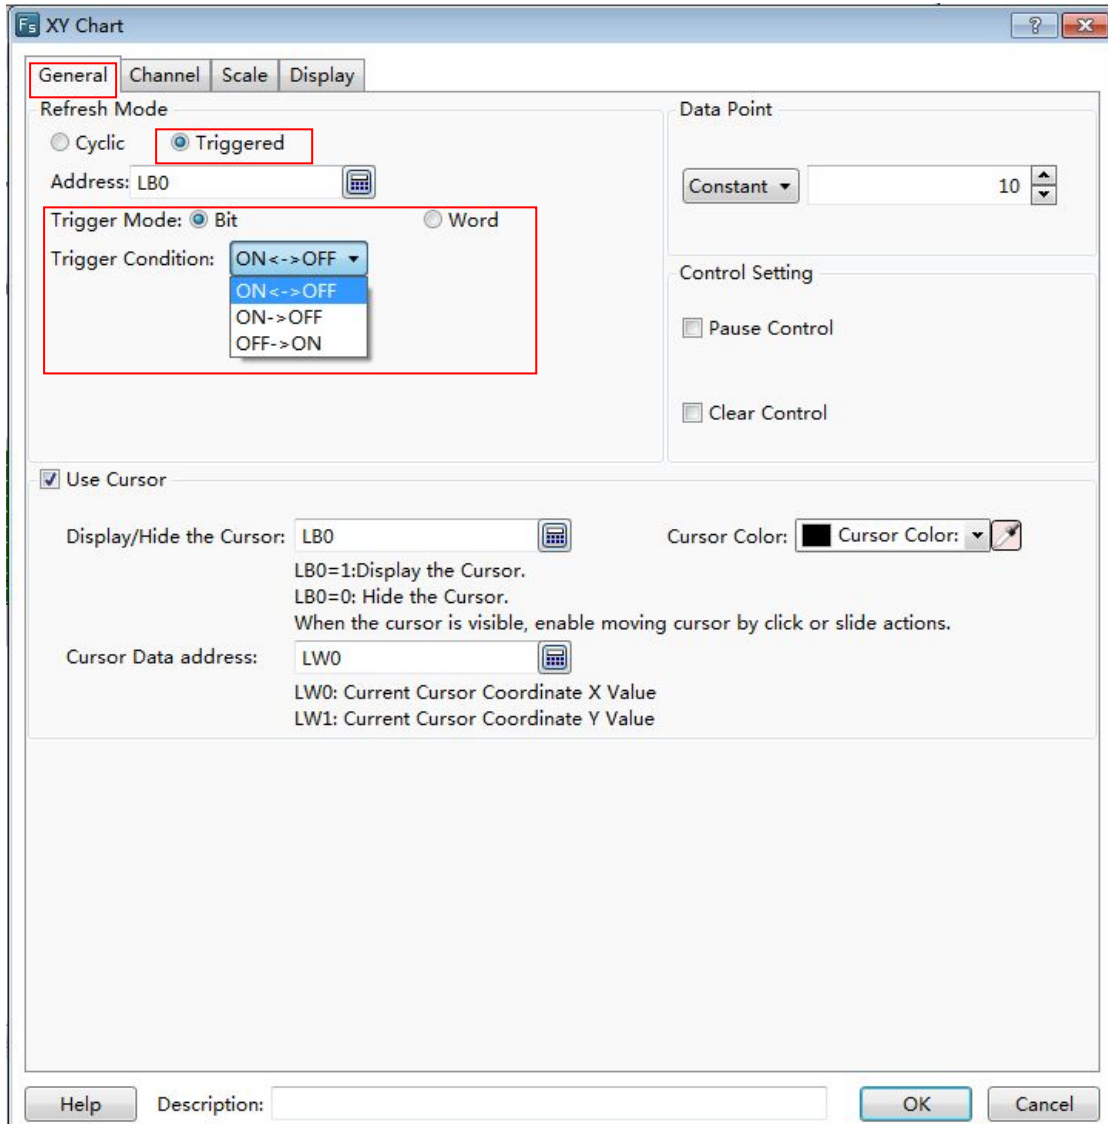 Fs XY Chart
General Channel Scale Display
Refresh Mode
Cyclic Triggered
Address: LB0
Trigger Mode: Bit Word
Trigger Condition: ON<->OFF
ON<->OFF
ON->OFF
OFF->ON
Data Point
Constant 10
Control Setting
Pause Control
Clear Control
Use Cursor
Display/Hide the Cursor: LB0 Cursor Color: Cursor Color:
LB0=1:Display the Cursor.
LB0=0: Hide the Cursor.
When the cursor is visible, enable moving cursor by click or slide actions.
Cursor Data address: LW0
LW0: Current Cursor Coordinate X Value
LW1: Current Cursor Coordinate Y Value
Help Description: OK Cancel